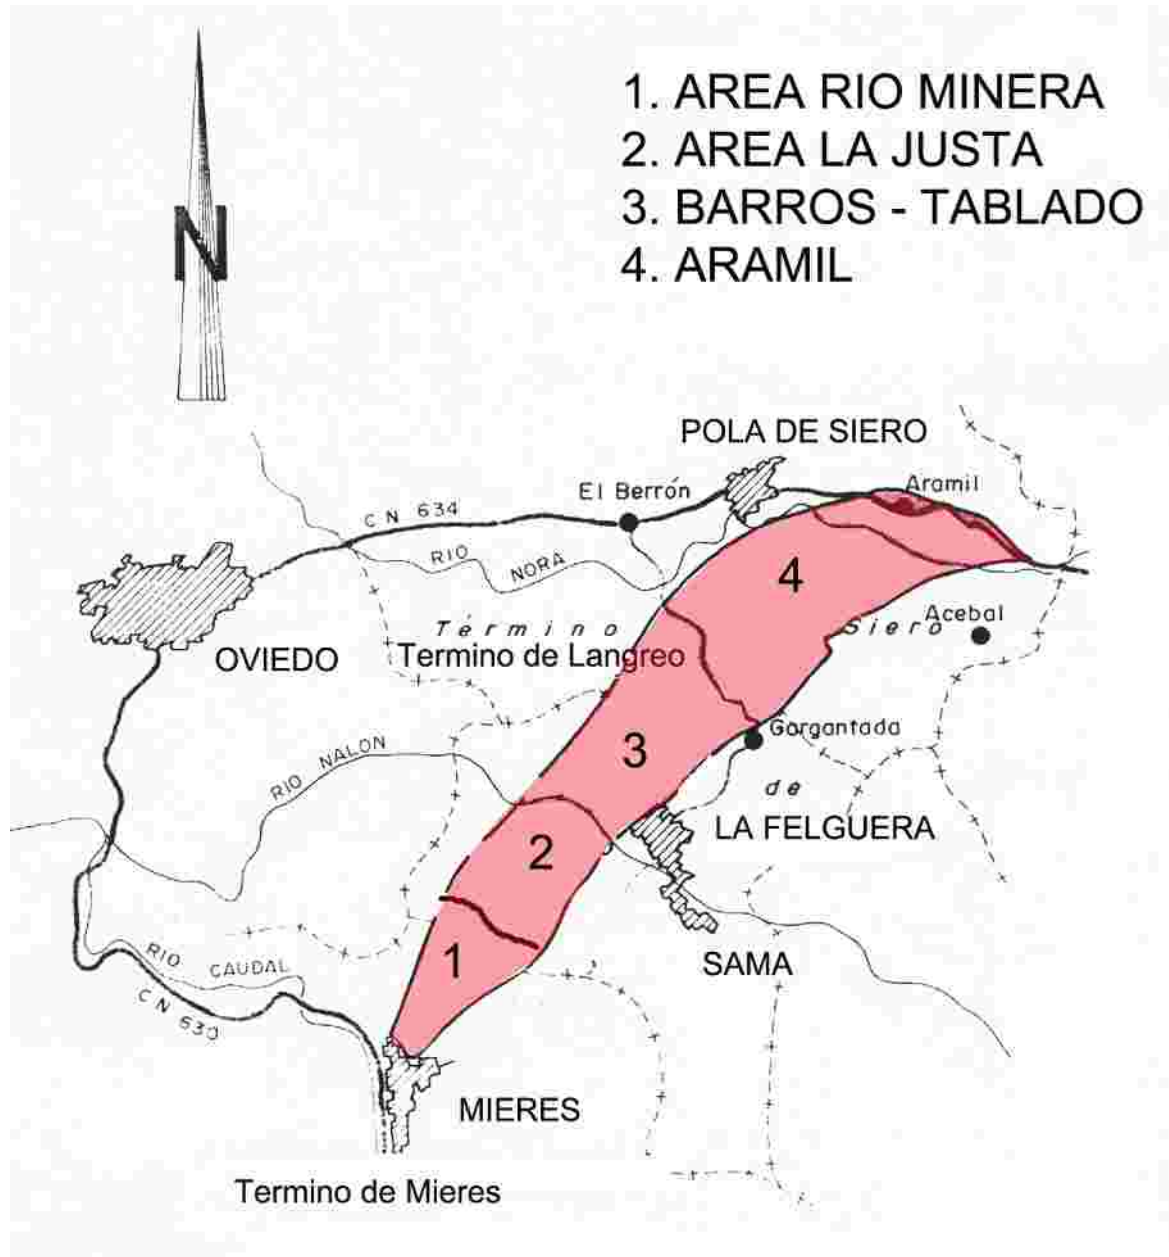 1. AREA RIO MINERA
2. AREA LA JUSTA
3. BARROS - TABLADO
4. ARAMIL
N
POLA DE SIERO
El Berrón
Aramil
CN 634
RIO NORA
4
Acebal
Término
Siero
OVIEDO
Termino de Langreo
Gargantada
3
RIO NALON
de
LA FELGUERA
2
1
SAMA
RIO CAUDAL
CN 630
MIERES
Termino de Mieres